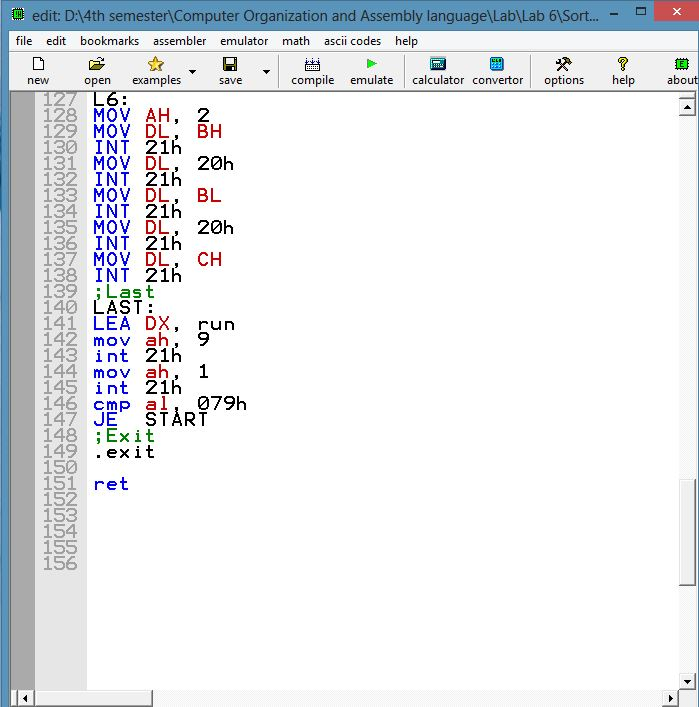 edit: D:\4th semester\Computer Organization and Assembly language\Lab\Lab 6\Sort...
file edit bookmarks assembler emulator math ascii codes help
new open examples save compile emulate calculator convertor options help about
127 L6:
128 MOV AH, 2
129 MOV DL, BH
130 INT 21h
131 MOV DL, 20h
132 INT 21h
133 MOV DL, BL
134 INT 21h
135 MOV DL, 20h
136 INT 21h
137 MOV DL, CH
138 INT 21h
139 ;Last
140 LAST:
141 LEA DX, run
142 mov ah, 9
143 int 21h
144 mov ah, 1
145 int 21h
146 cmp al, 079h
147 JE START
148 ;Exit
149 .exit
150
151 ret
152
153
154
155
156